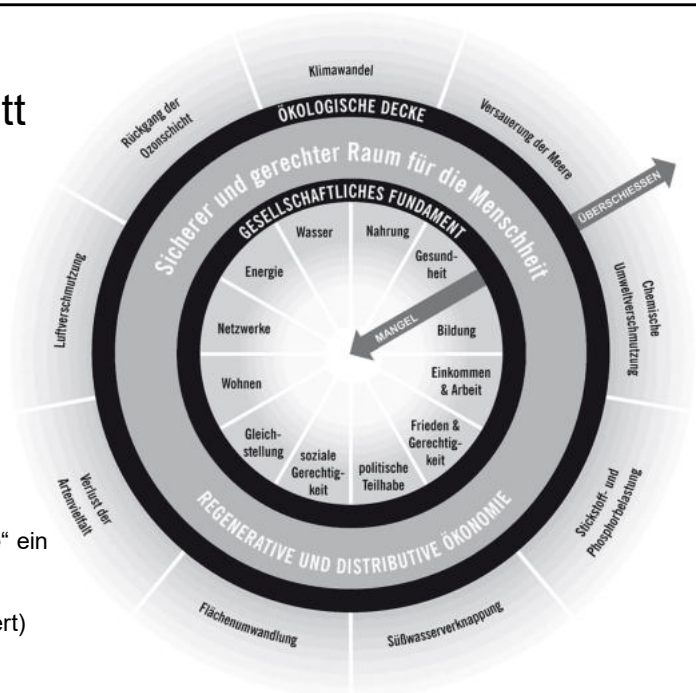 tt
Klimawandel
ÖKOLOGISCHE DECKE
Rückgang der
Ozonschicht
Versauerung der Meere
Sicherer und gerechter Raum für die Menschheit
ÜBERSCHIESSEN
GESELLSCHAFTLICHES FUNDAMENT
Wasser
Nahrung
Energie
Gesund-
heit
Luftverschmutzung
Chemische
Umweltverschmutzung
Netzwerke
MANGEL
Bildung
Wohnen
Einkommen
& Arbeit
Gleich-
stellung
soziale
Gerechtig-
keit
politische
Teilhabe
Frieden &
Gerechtig-
keit
Verlust der
Artenvielfalt
Stickstoff- und
Phosphorbelastung
REGENERATIVE UND DISTRIBUTIVE ÖKONOMIE
“ ein
Flächenumwandlung
Süßwasserverknappung
ert)